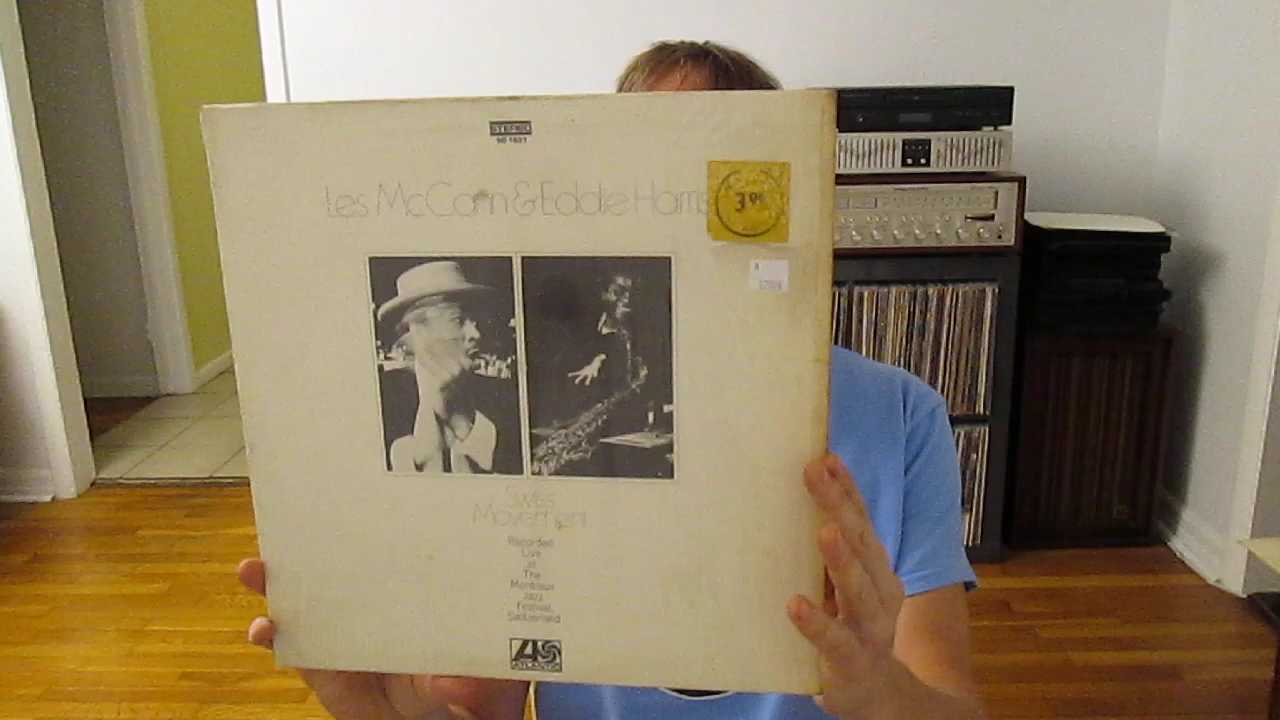 STEREO
SD 1537
Les McCann & Eddie Harris
3.99
Swiss
Movement
Recorded
Live
at
The
Montreux
Jazz
Festival,
Switzerland
ATLANTIC